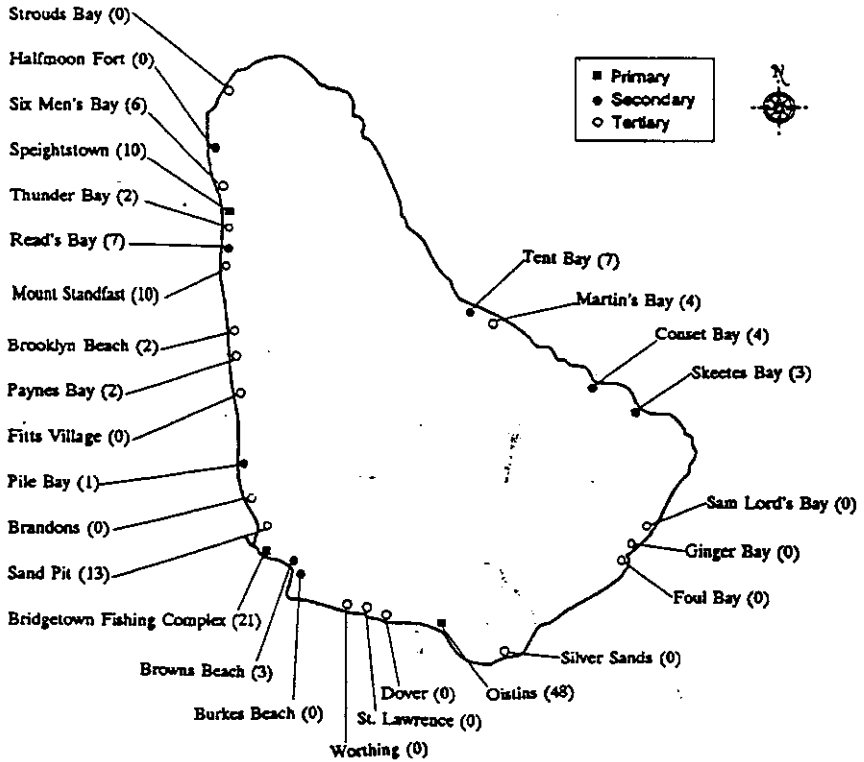 Strouds Bay (0)
Halfmoon Fort (0)
Six Men's Bay (6)
Speightstown (10)
Thunder Bay (2)
Read's Bay (7)
Mount Standfast (10)
Brooklyn Beach (2)
Paynes Bay (2)
Fitts Village (0)
Pile Bay (1)
Brandons (0)
Sand Pit (13)
Bridgetown Fishing Complex (21)
Browns Beach (3)
Burkes Beach (0)
Worthing (0)
St. Lawrence (0)
Dover (0)
Oistins (48)
Silver Sands (0)
Foul Bay (0)
Ginger Bay (0)
Sam Lord's Bay (0)
Skeetes Bay (3)
Conset Bay (4)
Martin's Bay (4)
Tent Bay (7)
Primary
Secondary
Tertiary
N